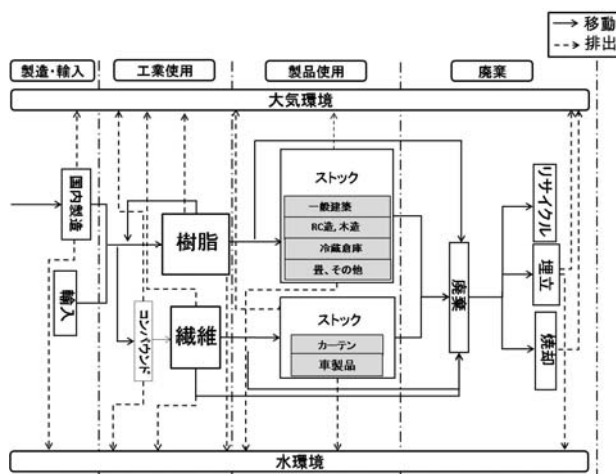 移動
排出
製造・輸入
工業使用
製品使用
廃棄
大気環境
国内製造
輸入
樹脂
コンパウンド
繊維
ストック
一般建築
RC造, 木造
冷蔵倉庫
畳、その他
ストック
カーテン
車製品
廃棄
リサイクル
埋立
焼却
水環境